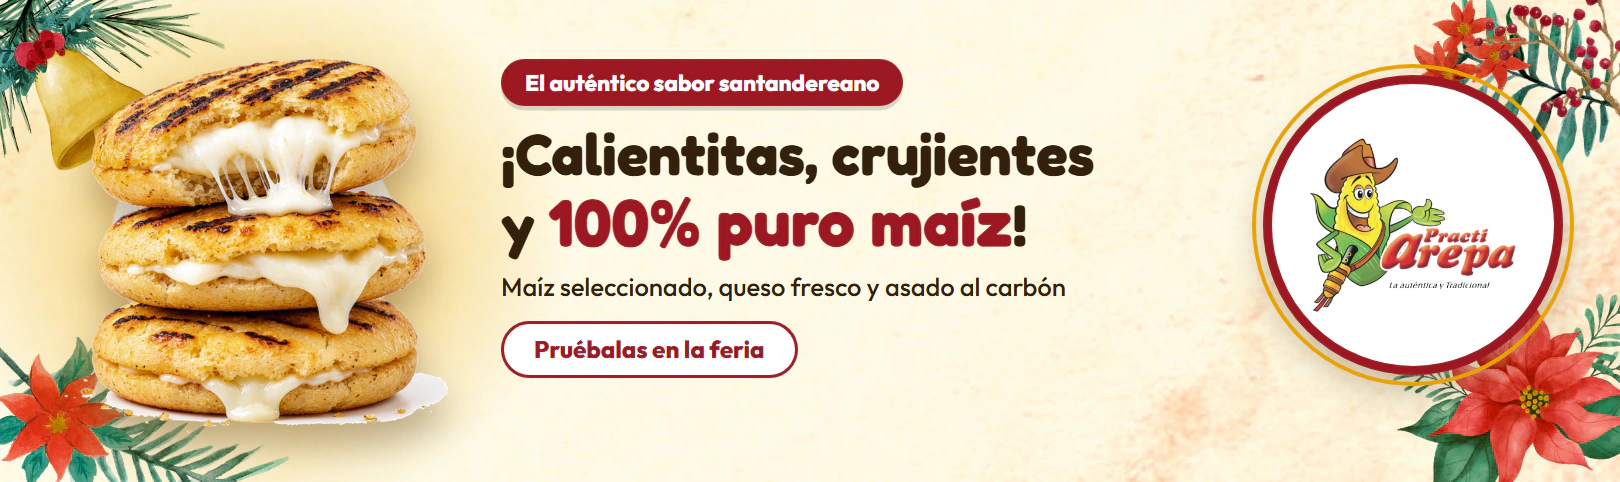 El auténtico sabor santandereano
¡Calientitas, crujientes
y 100% puro maíz!
Maíz seleccionado, queso fresco y asado al carbón
Pruébalas en la feria
Practi
arepa
La auténtica y Tradicional